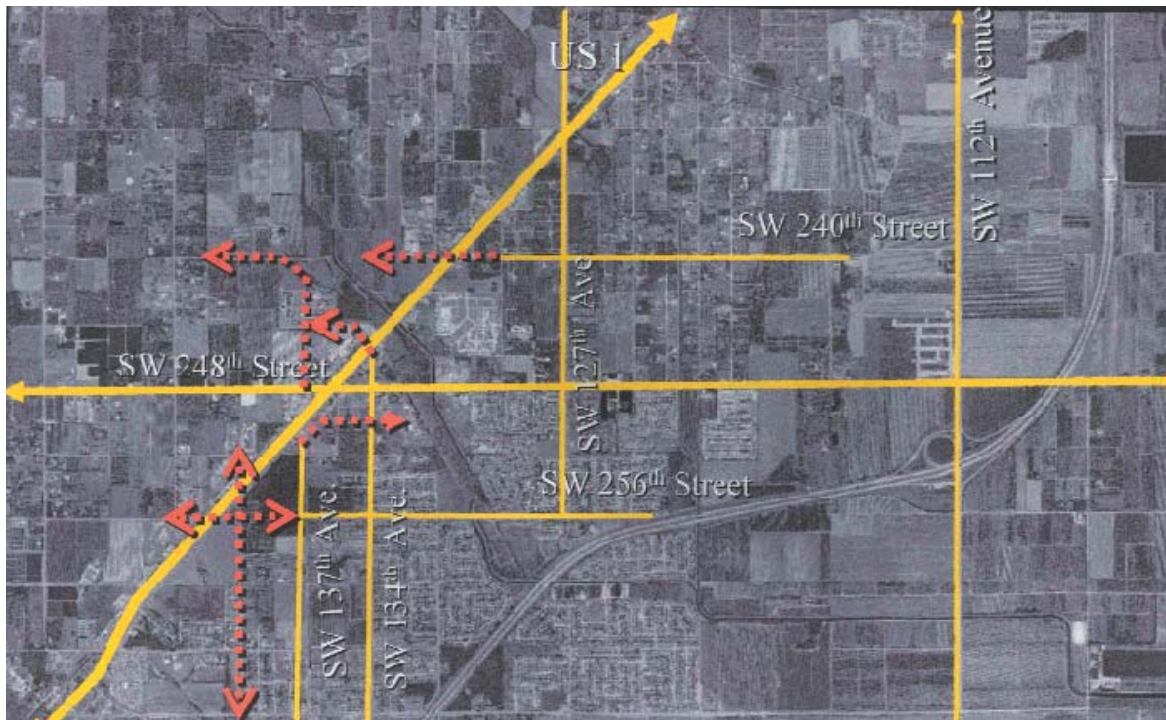 US 1
SW 112th Avenue
SW 240th Street
SW 127th Ave
SW 248th Street
SW 256th Street
SW 137th Ave.
SW 134th Ave.